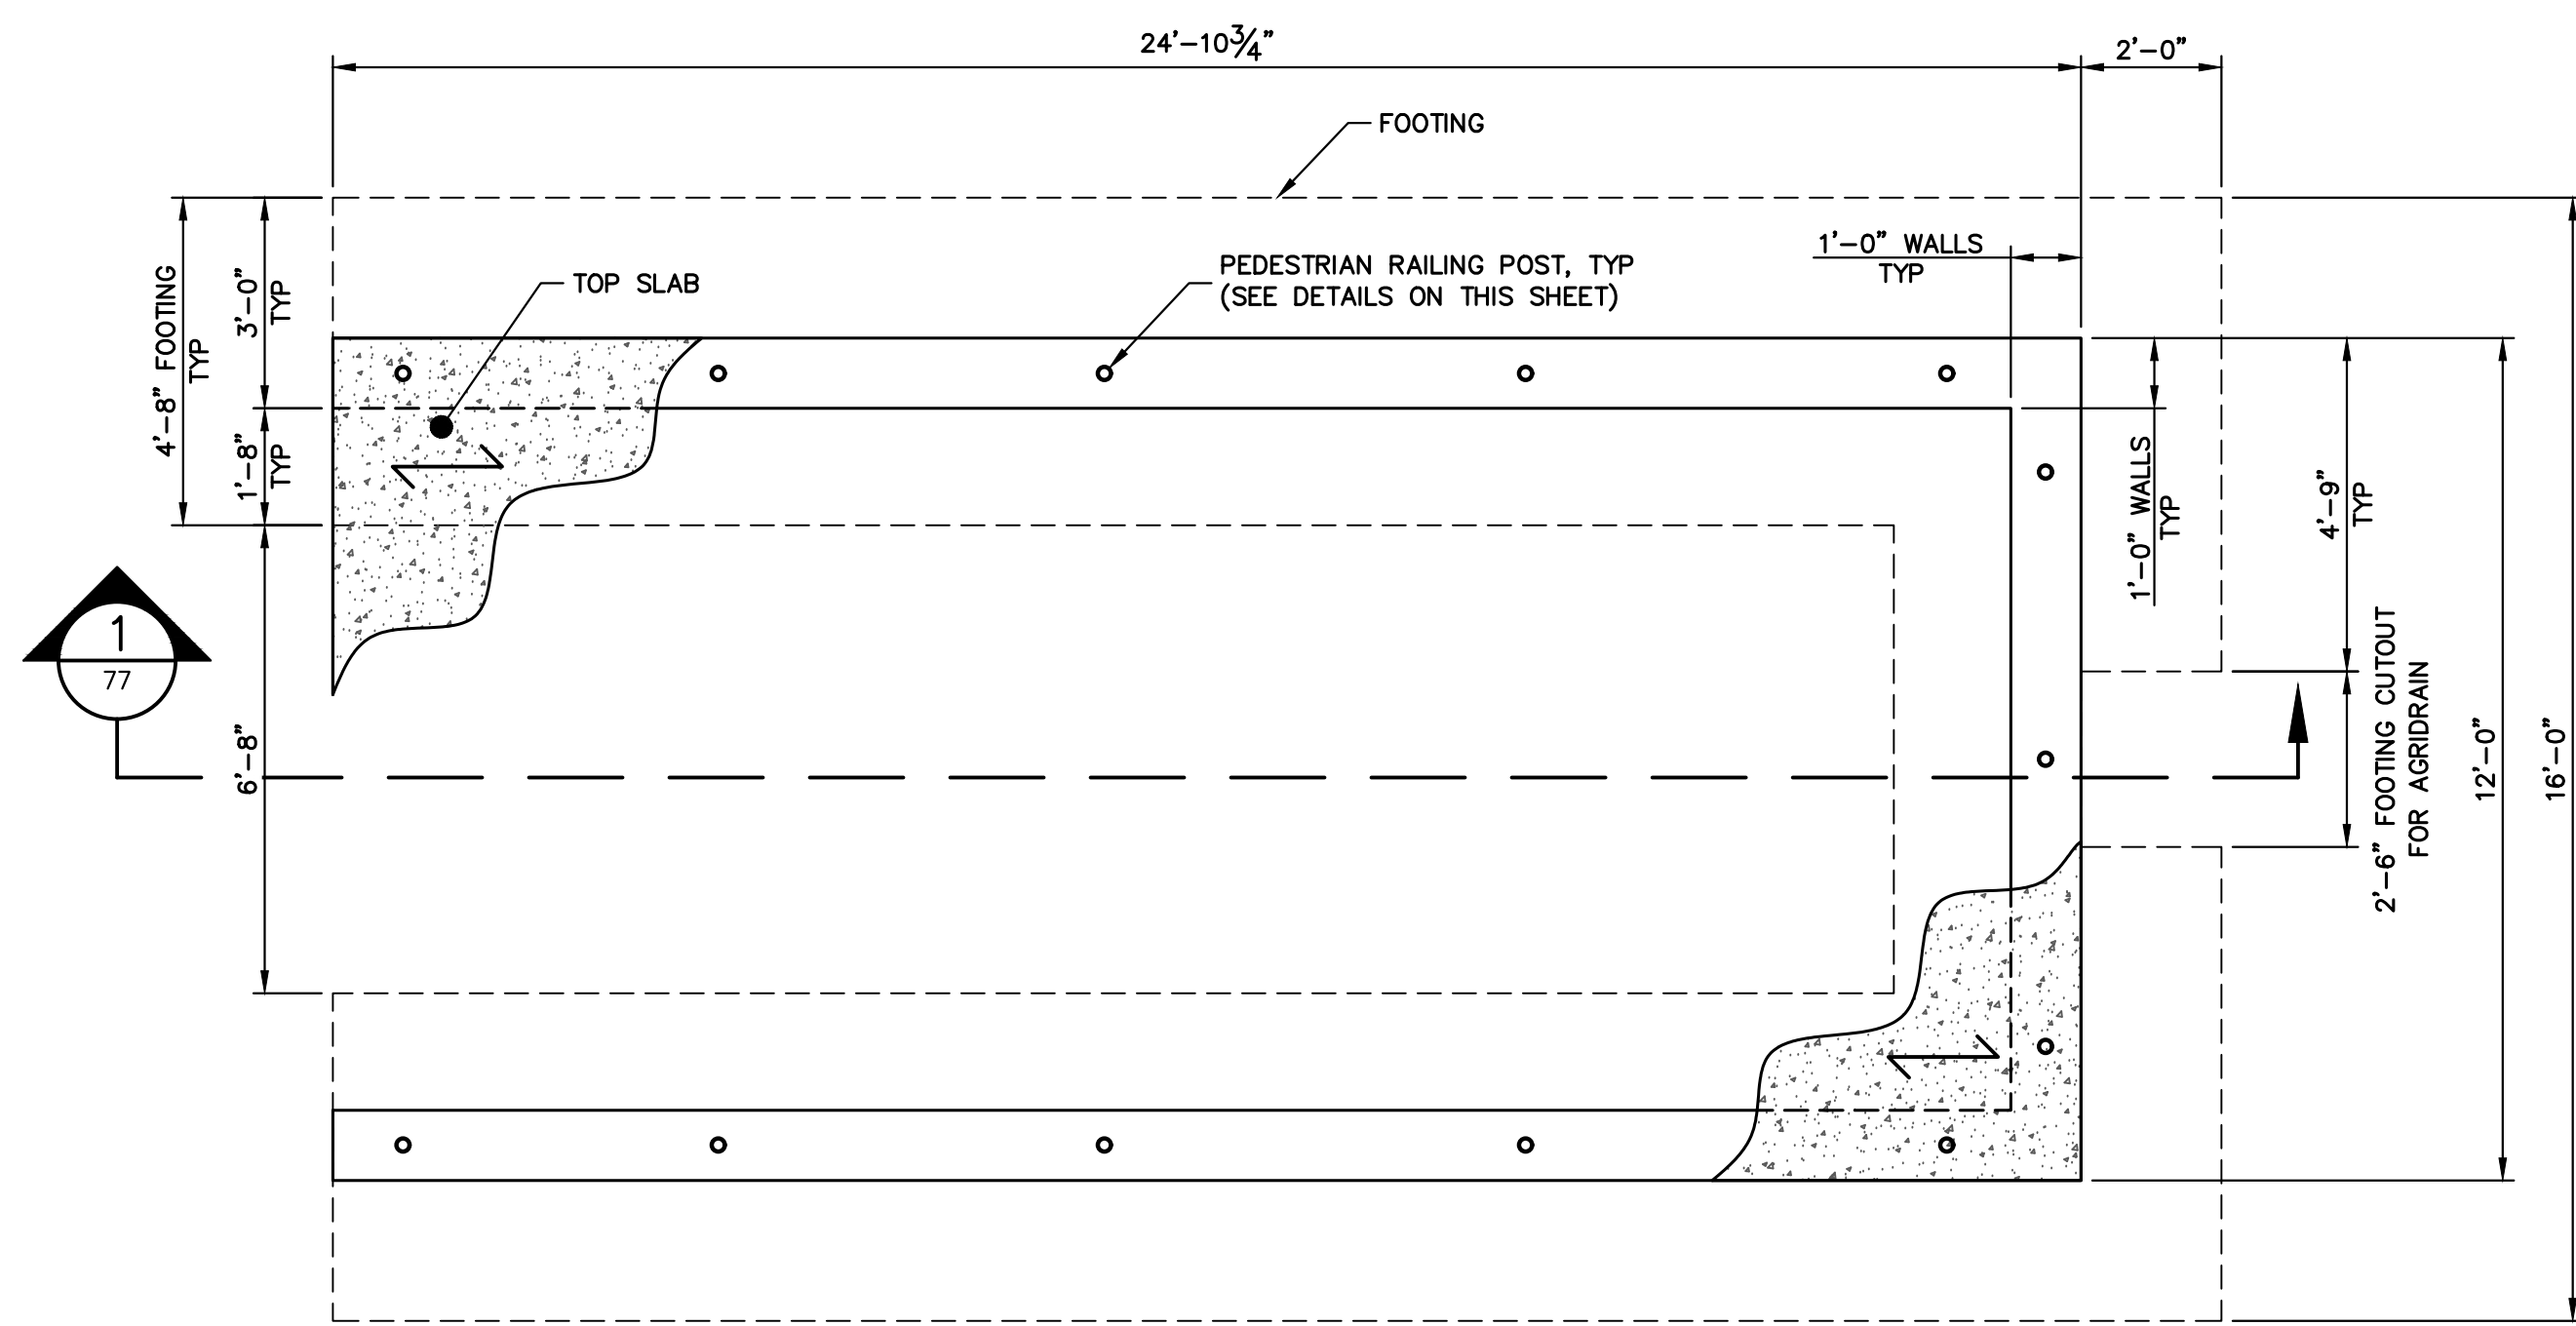 24'-10¾"
2'-0"
FOOTING
1'-0" WALLS
TYP
PEDESTRIAN RAILING POST, TYP
(SEE DETAILS ON THIS SHEET)
TOP SLAB
4'-8" FOOTING
TYP
3'-0"
TYP
1'-8"
TYP
1'-0" WALLS
TYP
4'-9"
TYP
1
77
6'-8"
2'-6" FOOTING CUTOUT
FOR AGRIDRAIN
12'-0"
16'-0"